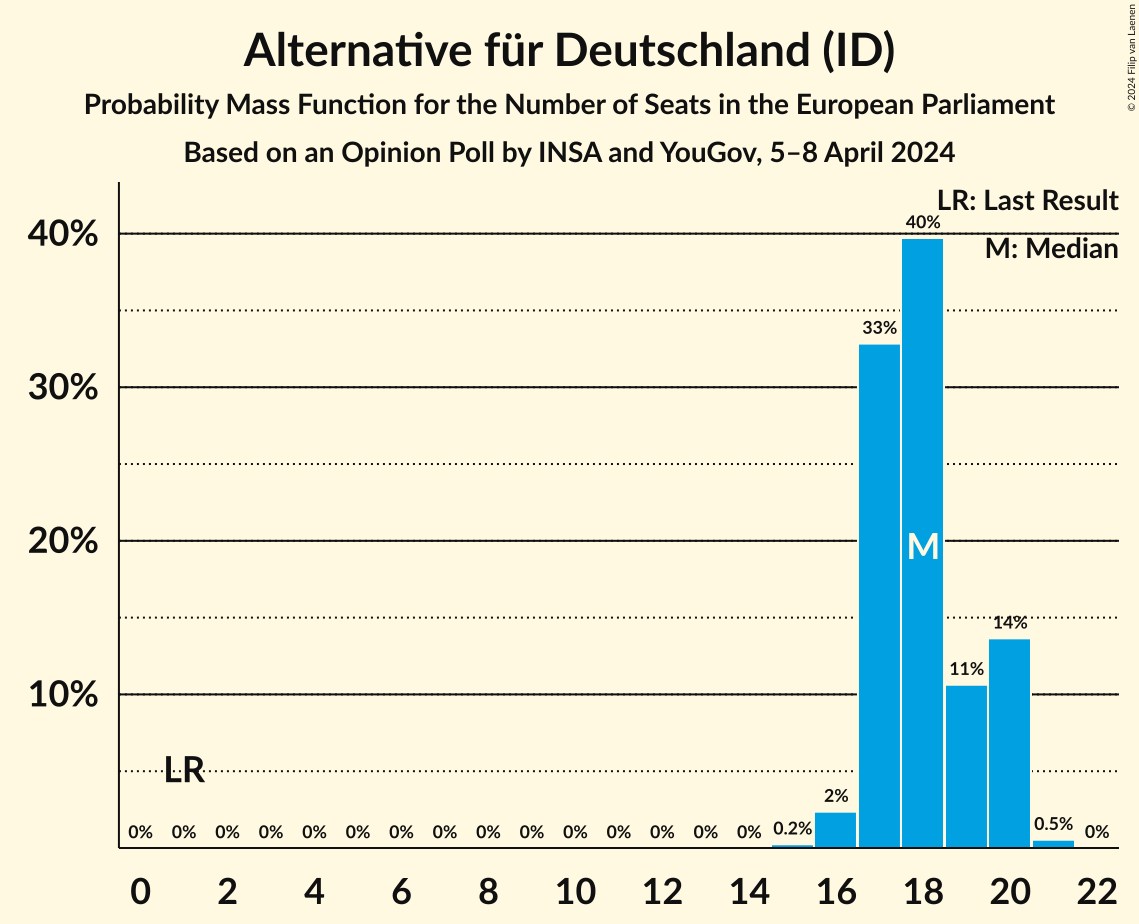 Alternative für Deutschland (ID)
Probability Mass Function for the Number of Seats in the European Parliament
Based on an Opinion Poll by INSA and YouGov, 5–8 April 2024
© 2024 Filip van Laenen
LR: Last Result
M: Median
40%
30%
20%
10%
40%
33%
M
14%
11%
LR
0% 0% 0% 0% 0% 0% 0% 0% 0% 0% 0% 0% 0% 0% 0% 0.2% 2% 0.5% 0%
0 2 4 6 8 10 12 14 16 18 20 22